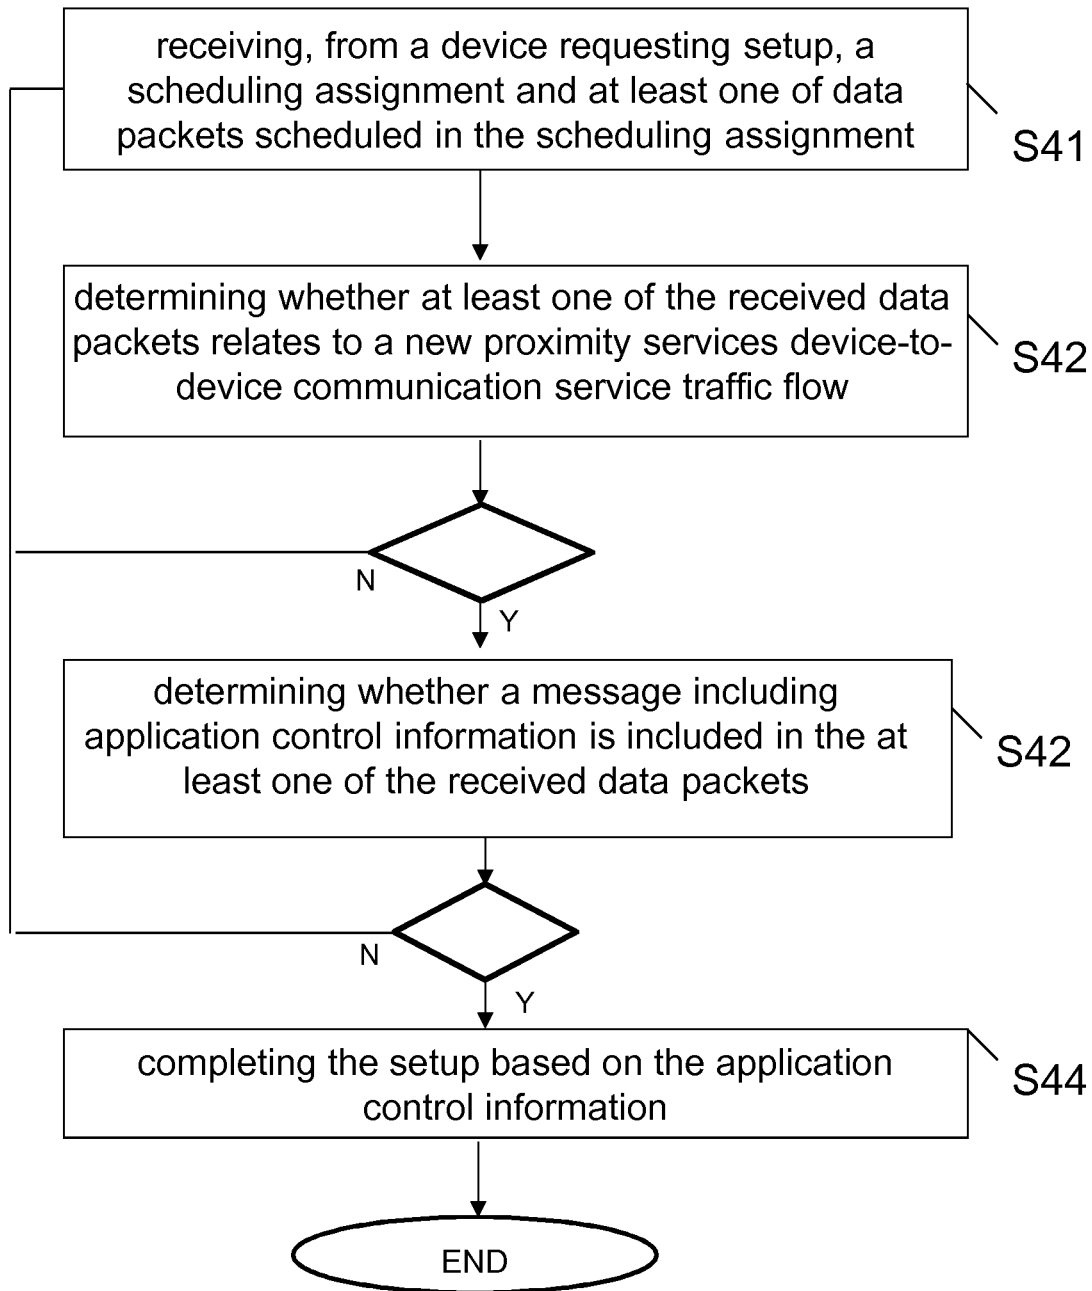 receiving, from a device requesting setup, a
scheduling assignment and at least one of data
packets scheduled in the scheduling assignment
S41
determining whether at least one of the received data
packets relates to a new proximity services device-to-
device communication service traffic flow
S42
N
Y
determining whether a message including
application control information is included in the at
least one of the received data packets
S42
N
Y
completing the setup based on the application
control information
S44
END